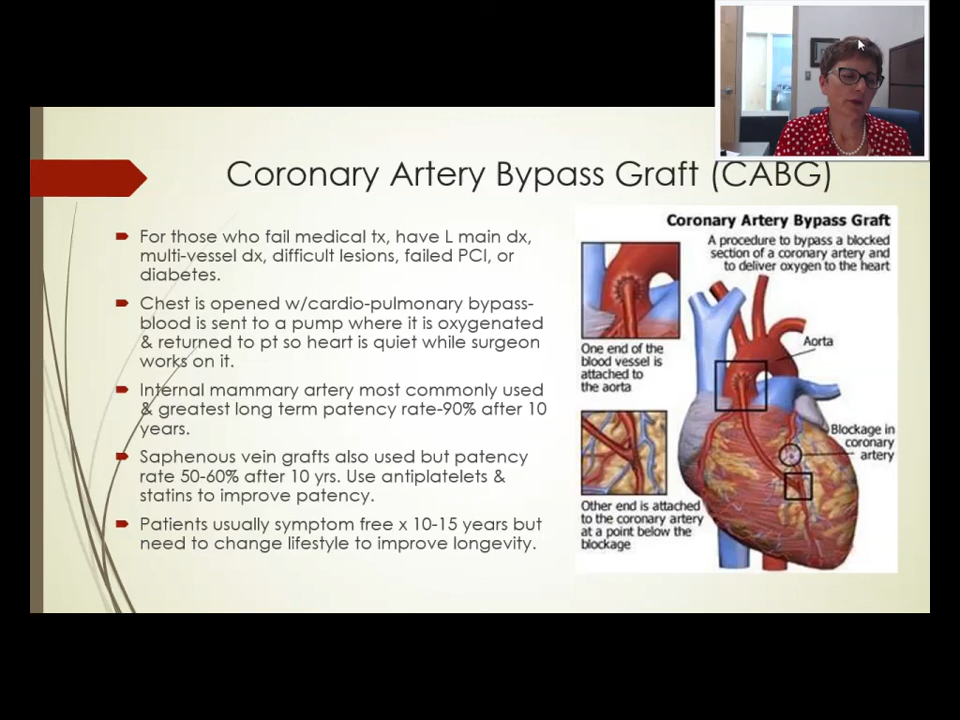 Coronary Artery Bypass Graft (CABG)
For those who fail medical tx, have L main dx,
multi-vessel dx, difficult lesions, failed PCI, or
diabetes.
Chest is opened w/cardio-pulmonary bypass-
blood is sent to a pump where it is oxygenated
& returned to pt so heart is quiet while surgeon
works on it.
Internal mammary artery most commonly used
& greatest long term patency rate-90% after 10
years.
Saphenous vein grafts also used but patency
rate 50-60% after 10 yrs. Use antiplatelets &
statins to improve patency.
Patients usually symptom free x 10-15 years but
need to change lifestyle to improve longevity.
Coronary Artery Bypass Graft
A procedure to bypass a blocked
section of a coronary artery and
to deliver oxygen to the heart
One end of the
blood vessel is
attached to
the aorta
Aorta
Blockage in
coronary
artery
Other end is attached
to the coronary artery
at a point below the
blockage